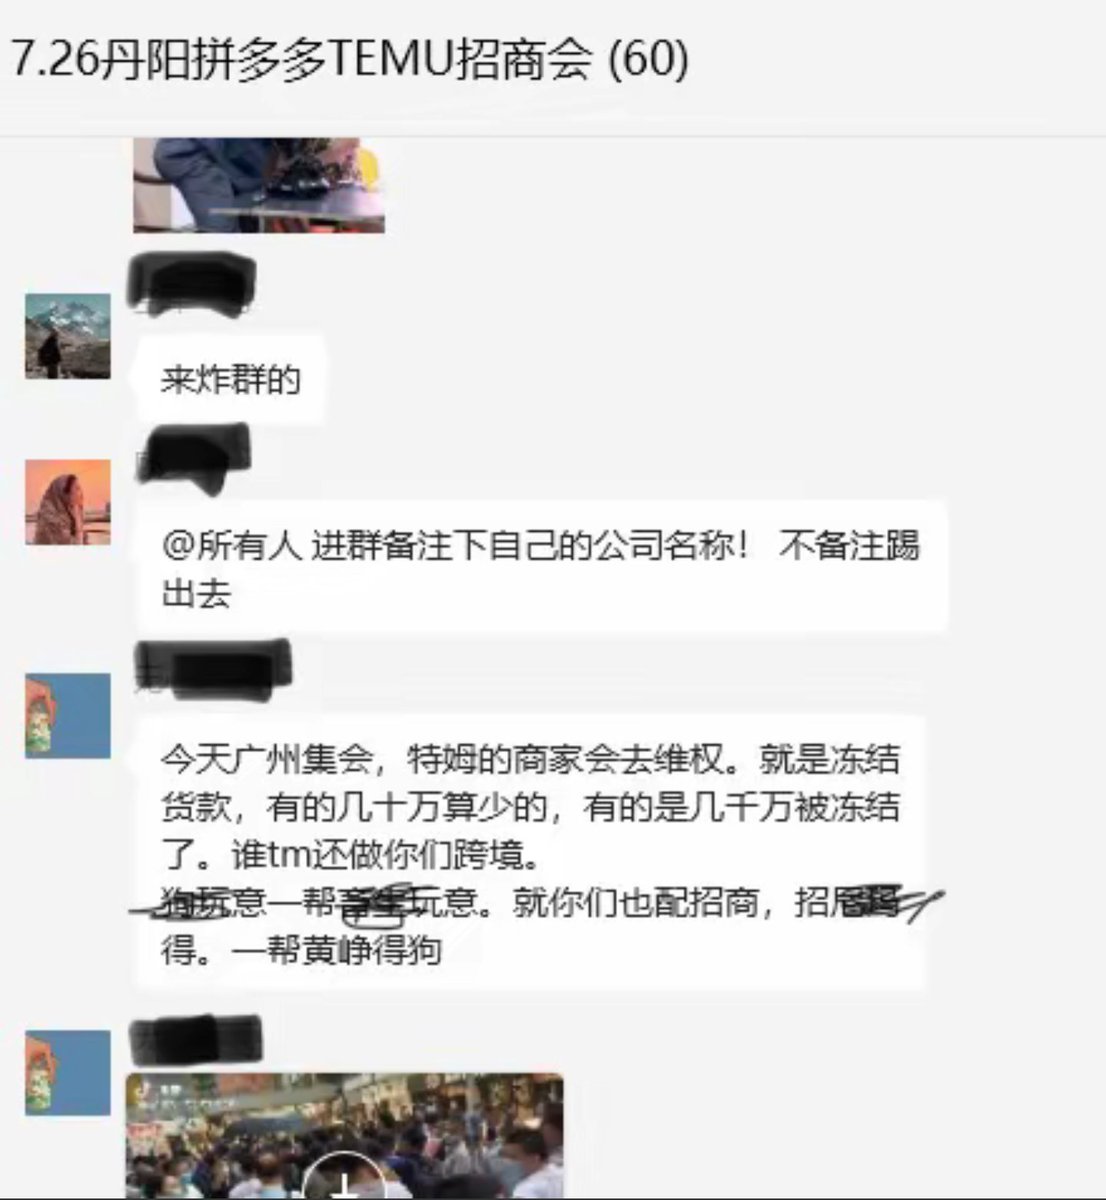 7.26丹阳拼多多TEMU招商会 (60)
来炸群的
@所有人 进群备注下自己的公司名称！ 不备注踢
出去
今天广州集会，特姆的商家会去维权。就是冻结
货款，有的几十万算少的，有的是几千万被冻结
了。谁tm还做你们跨境。
狗玩意一帮畜生玩意。就你们也配招商，招
得。一帮黄峥得狗